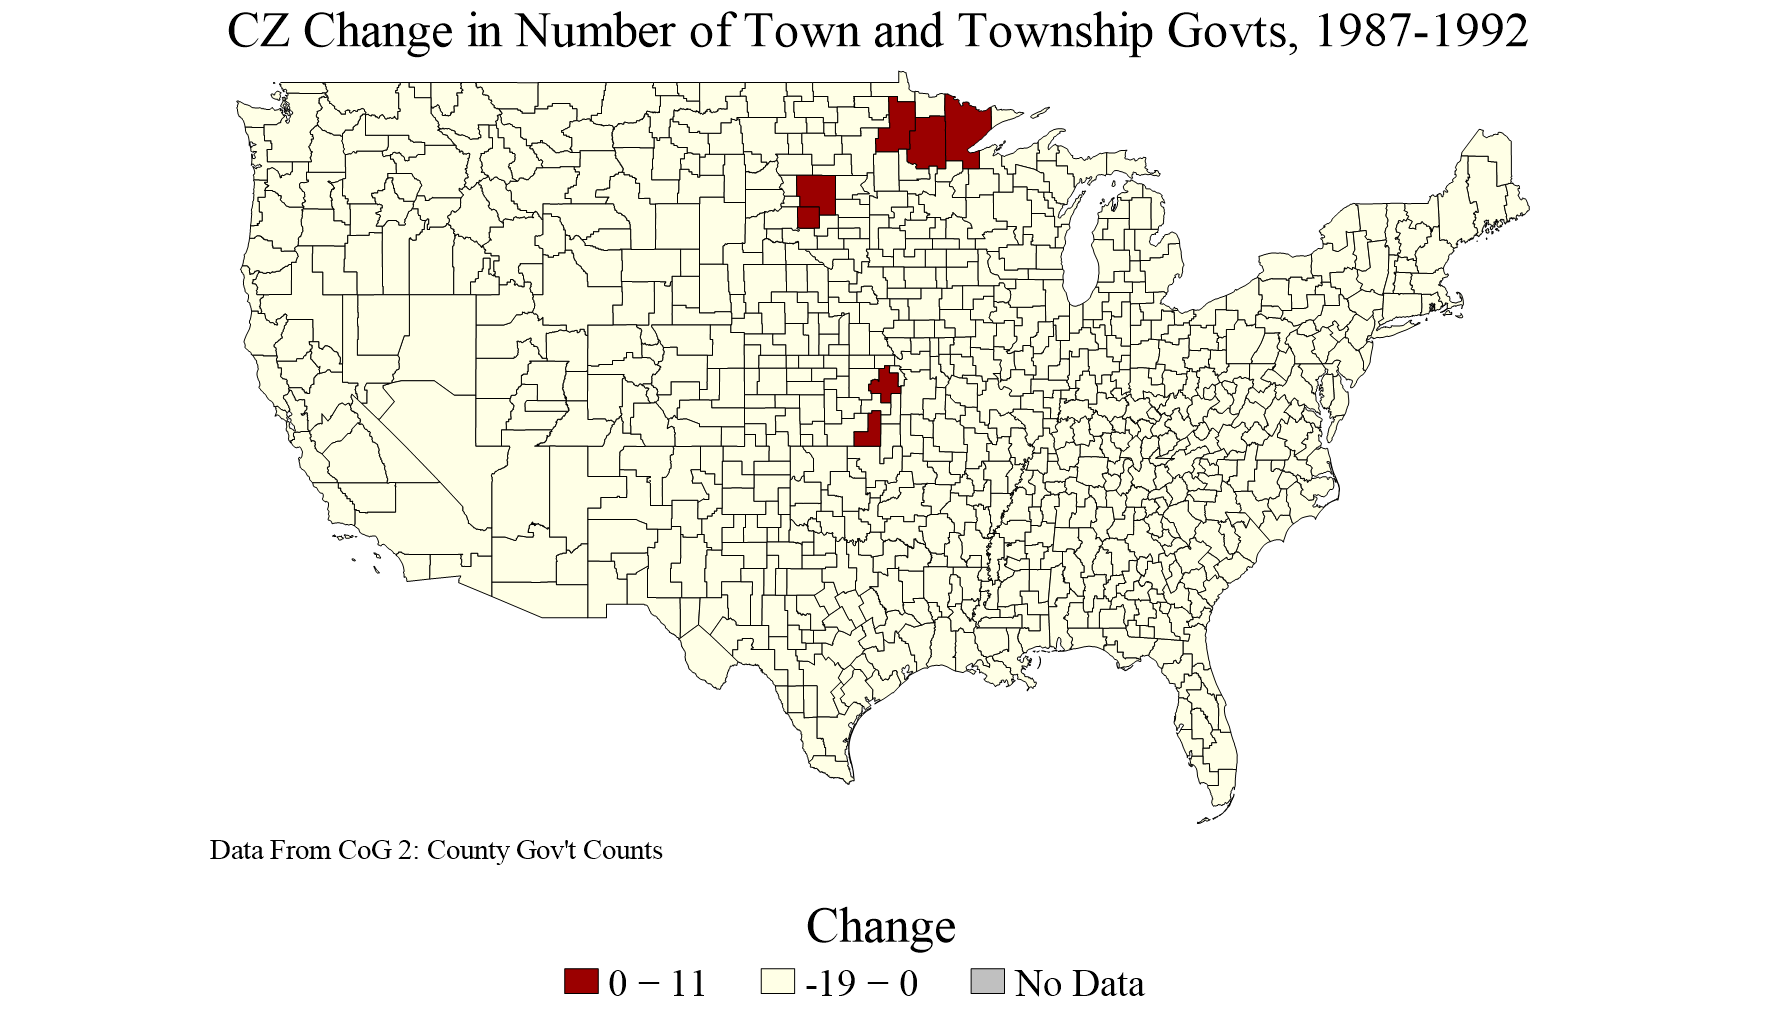 CZ Change in Number of Town and Township Govts, 1987-1992
Data From CoG 2: County Gov't Counts
Change
0 − 11 -19 − 0 No Data